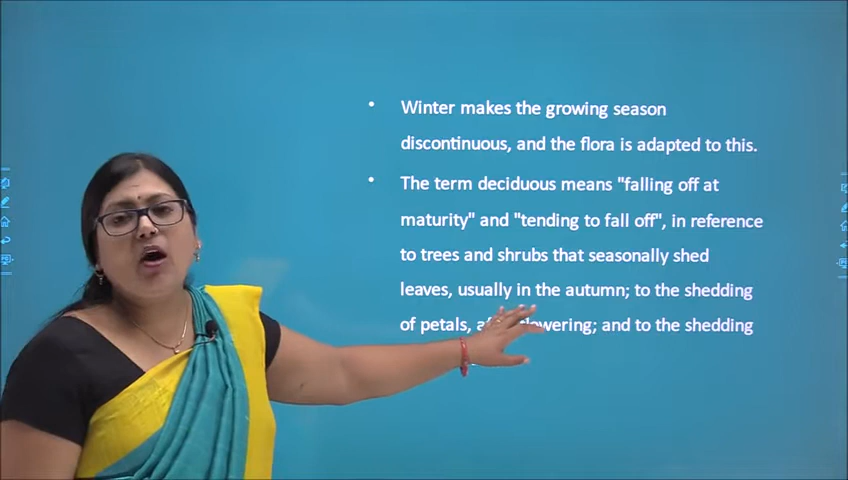 Winter makes the growing season
discontinuous, and the flora is adapted to this.
The term deciduous means "falling off at
maturity" and "tending to fall off", in reference
to trees and shrubs that seasonally shed
leaves, usually in the autumn; to the shedding
of petals, flowering; and to the shedding